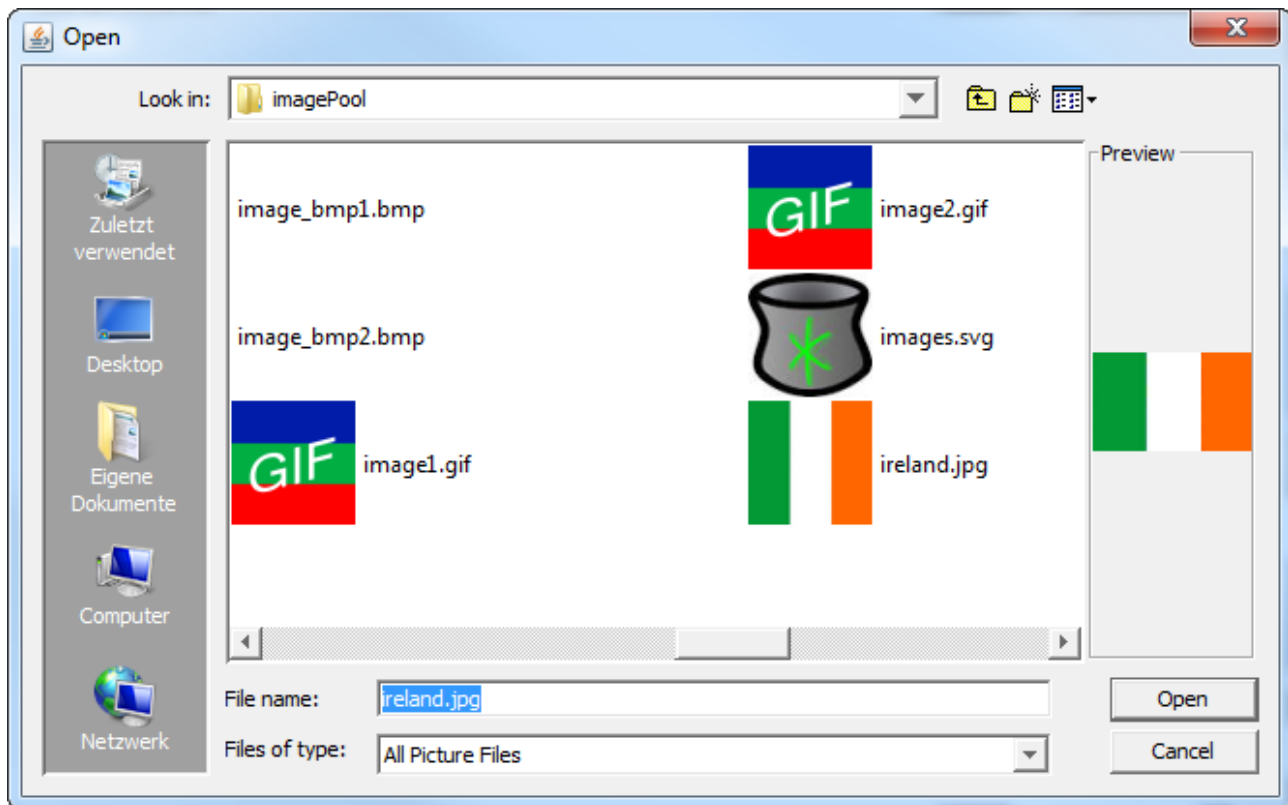 Open
Look in:
imagePool
Zuletzt
verwendet
Desktop
Eigene
Dokumente
Computer
Netzwerk
image_bmp1.bmp
image_bmp2.bmp
GIF
image1.gif
GIF
image2.gif
images.svg
ireland.jpg
Preview
File name:
ireland.jpg
Open
Files of type:
All Picture Files
Cancel